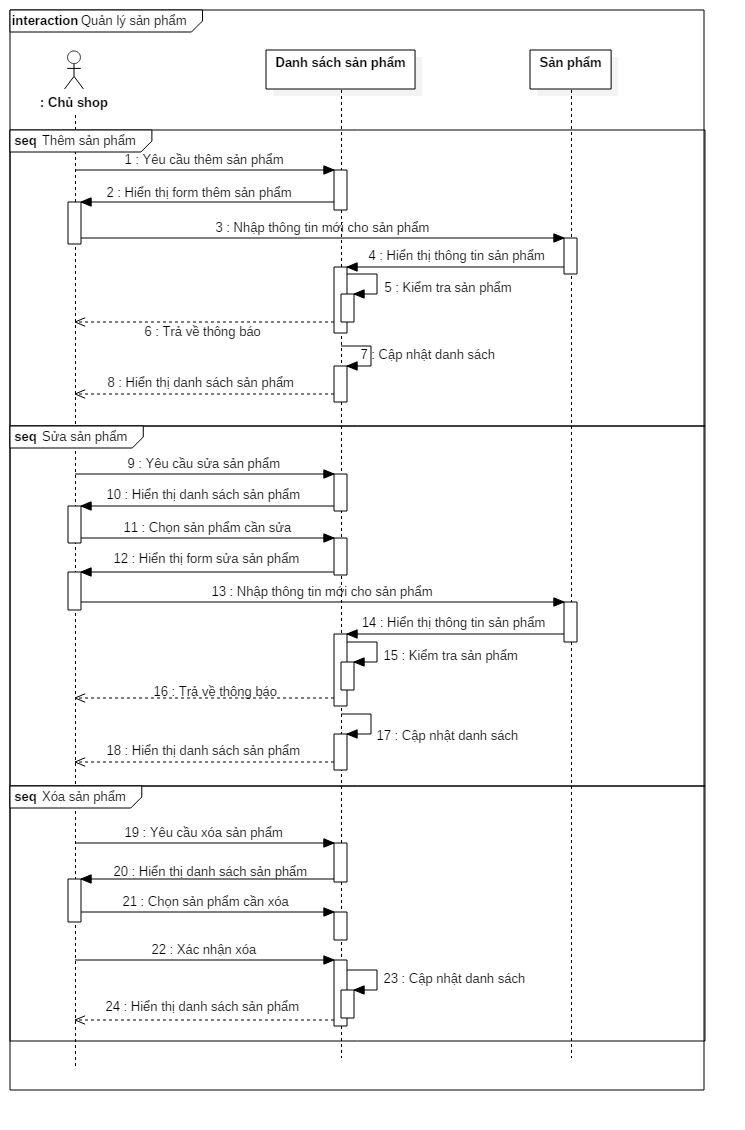 interaction Quản lý sản phẩm
: Chủ shop
Danh sách sản phẩm
Sản phẩm
seq Thêm sản phẩm
1 : Yêu cầu thêm sản phẩm
2 : Hiển thị form thêm sản phẩm
3 : Nhập thông tin mới cho sản phẩm
4 : Hiển thị thông tin sản phẩm
5 : Kiểm tra sản phẩm
6 : Trả về thông báo
7 : Cập nhật danh sách
8 : Hiển thị danh sách sản phẩm
seq Sửa sản phẩm
9 : Yêu cầu sửa sản phẩm
10 : Hiển thị danh sách sản phẩm
11 : Chọn sản phẩm cần sửa
12 : Hiển thị form sửa sản phẩm
13 : Nhập thông tin mới cho sản phẩm
14 : Hiển thị thông tin sản phẩm
15 : Kiểm tra sản phẩm
16 : Trả về thông báo
17 : Cập nhật danh sách
18 : Hiển thị danh sách sản phẩm
seq Xóa sản phẩm
19 : Yêu cầu xóa sản phẩm
20 : Hiển thị danh sách sản phẩm
21 : Chọn sản phẩm cần xóa
22 : Xác nhận xóa
23 : Cập nhật danh sách
24 : Hiển thị danh sách sản phẩm